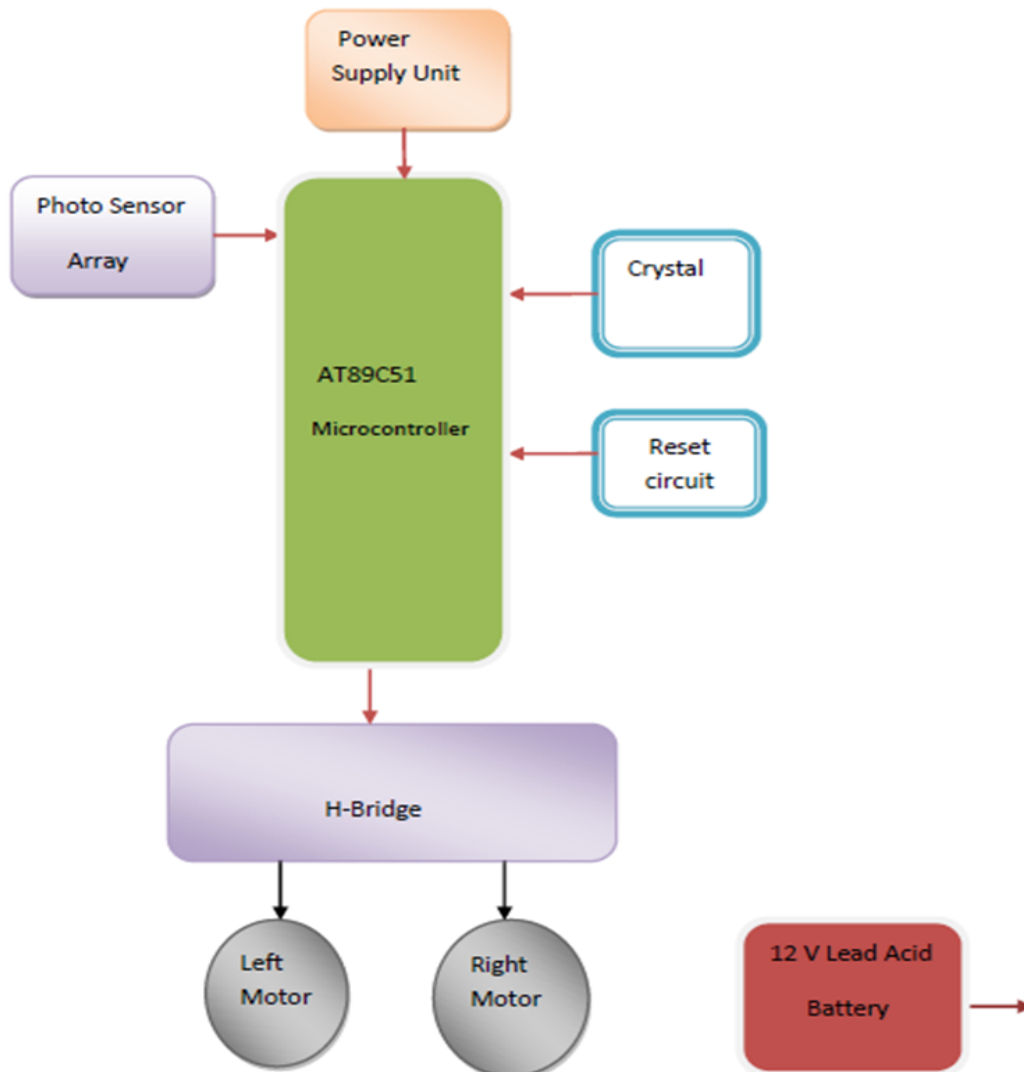 Power
Supply Unit
Photo Sensor
Array
Crystal
AT89C51
Microcontroller
Reset
circuit
H-Bridge
Left
Motor
Right
Motor
12 V Lead Acid
Battery